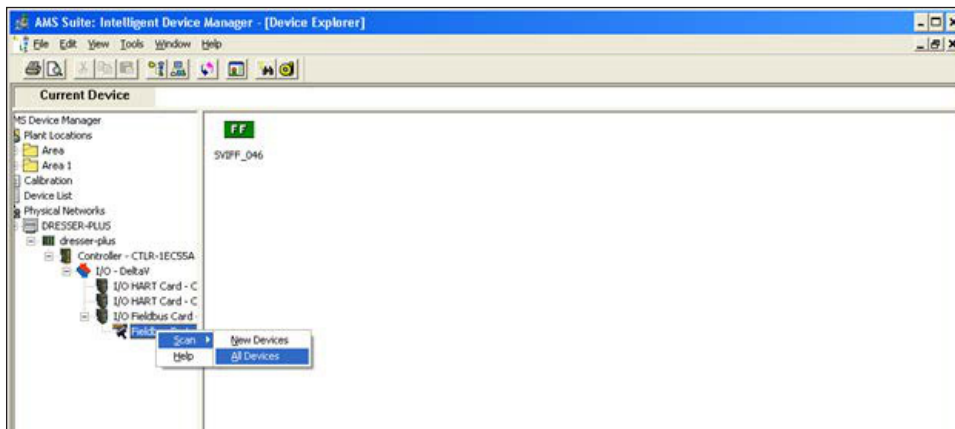 AMS Suite: Intelligent Device Manager - [Device Explorer]
File Edit View Tools Window Help
Current Device
MS Device Manager
Plant Locations
Area
Area 1
Calibration
Device List
Physical Networks
DRESSER-PLUS
dresser-plus
Controller - CTLR-1EC55A
I/O - DeltaV
I/O HART Card - C
I/O HART Card - C
I/O Fieldbus Card -
Scan
Help
New Devices
All Devices
FF
SVIFF_046